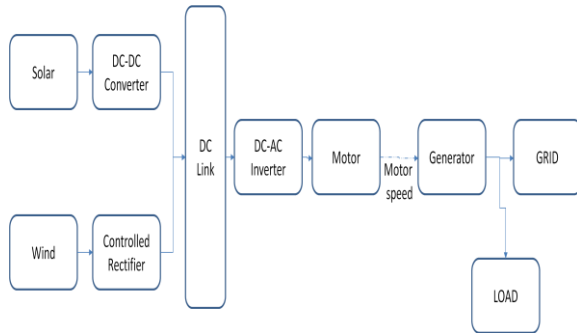 Solar
DC-DC
Converter
DC
Link
DC-AC
Inverter
Motor
Motor
speed
Generator
GRID
Wind
Controlled
Rectifier
LOAD